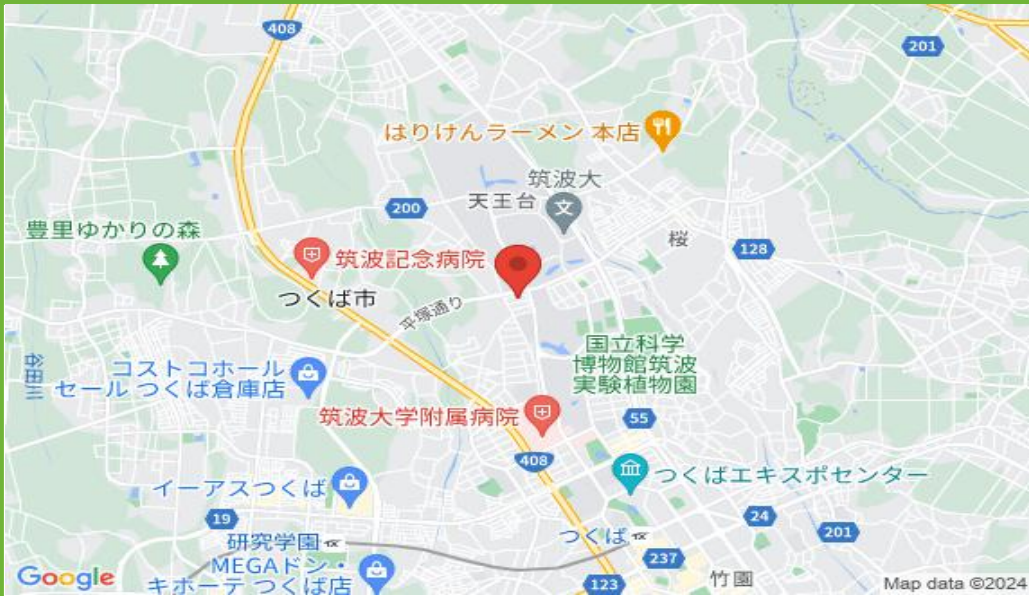 408
201
はりけんラーメン 本店
筑波大
天王台
200
桜
豊里ゆかりの森
128
筑波記念病院
つくば市
平塚通り
国立科学
博物館筑波
実験植物園
谷田川
コストコホール
セール つくば倉庫店
筑波大学附属病院
55
408
つくばエキスポセンター
イーアスつくば
19
24
201
研究学園
つくば
237
MEGAドン・
キホーテ つくば店
123
竹園
Google
Map data ©2024